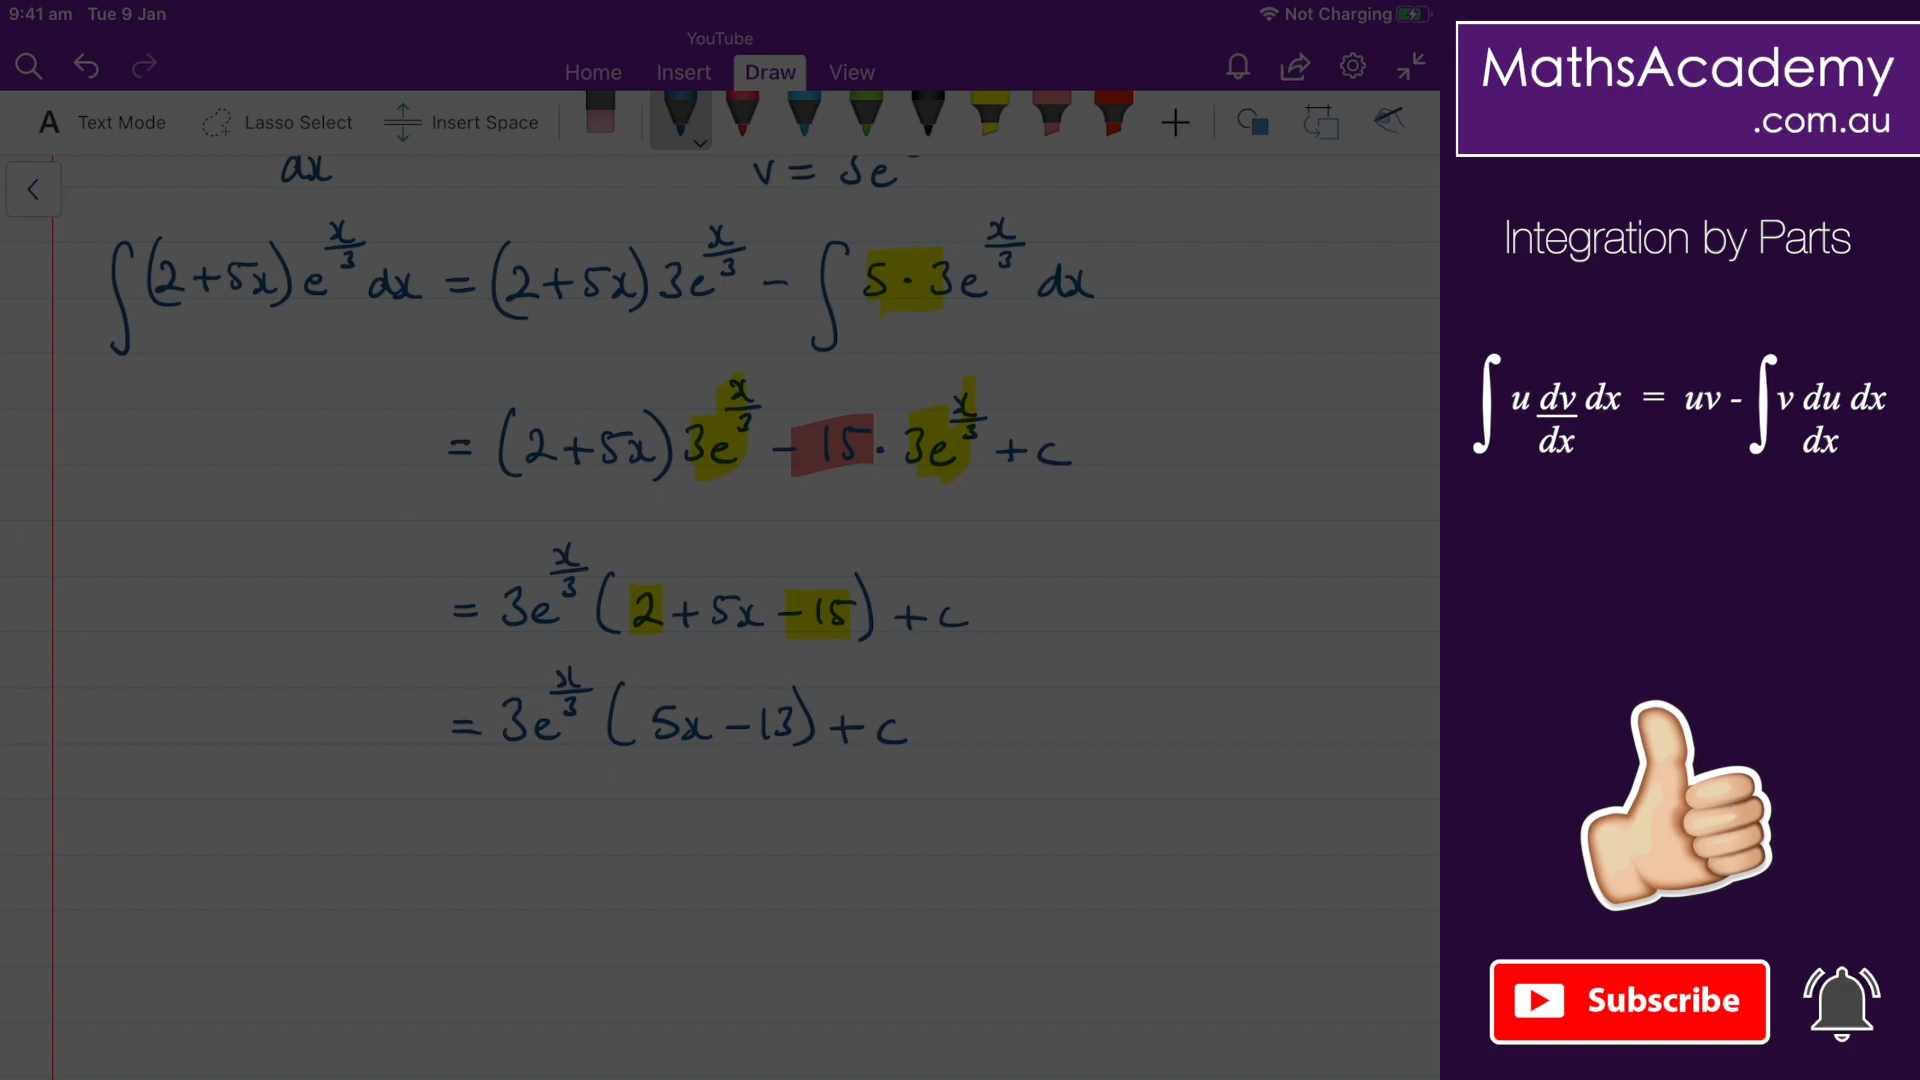 9:41 am Tue 9 Jan
Not Charging
YouTube
Home Insert Draw View
A Text Mode Lasso Select Insert Space
dx v = 3e
∫(2+5x)e^(x/3) dx = (2+5x)3e^(x/3) - ∫ 5·3e^(x/3) dx
= (2+5x)3e^(x/3) - 15·3e^(x/3) + c
= 3e^(x/3) (2 + 5x - 15) + c
= 3e^(x/3) (5x - 13) + c
MathsAcademy
.com.au
Integration by Parts
∫ u dv/dx dx = uv - ∫ v du dx
dx
Subscribe